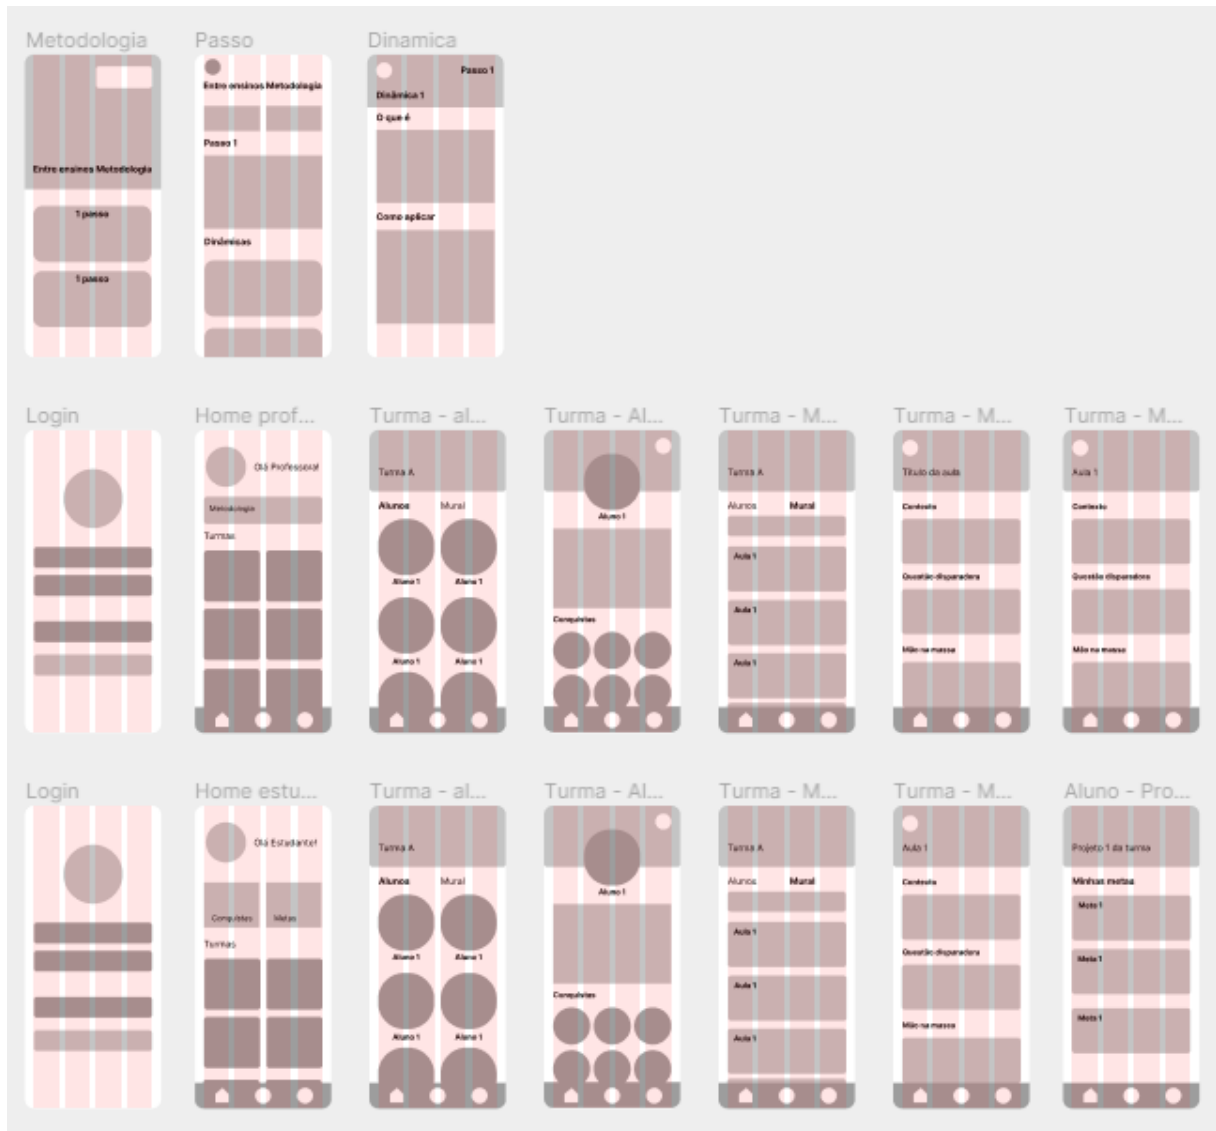 Metodologia
Passo
Dinamica
Entre ensinos Metodologia
1 passo
1 passo
Entre ensinos Metodologia
Passo 1
Dinâmicas
Passo 1
Dinâmica 1
O que é
Como aplicar
Login
Home prof...
Turma - al...
Turma - Al...
Turma - M...
Turma - M...
Turma - M...
Olá Professora!
Metodologia
Turmas
Turma A
Alunos Mural
Aluno 1 Aluno 1
Aluno 1 Aluno 1
Aluno 1
Conquistas
Turma A
Alunos Mural
Aula 1
Aula 1
Aula 1
Título da aula
Contexto
Questão disparadora
Mão na massa
Aula 1
Contexto
Questão disparadora
Mão na massa
Login
Home estu...
Turma - al...
Turma - Al...
Turma - M...
Turma - M...
Aluno - Pro...
Olá Estudante!
Conquistas Metas
Turmas
Turma A
Alunos Mural
Aluno 1 Aluno 1
Aluno 1 Aluno 1
Aluno 1
Conquistas
Turma A
Alunos Mural
Aula 1
Aula 1
Aula 1
Aula 1
Contexto
Questão disparadora
Mão na massa
Projeto 1 da turma
Minhas metas
Meta 1
Meta 1
Meta 1